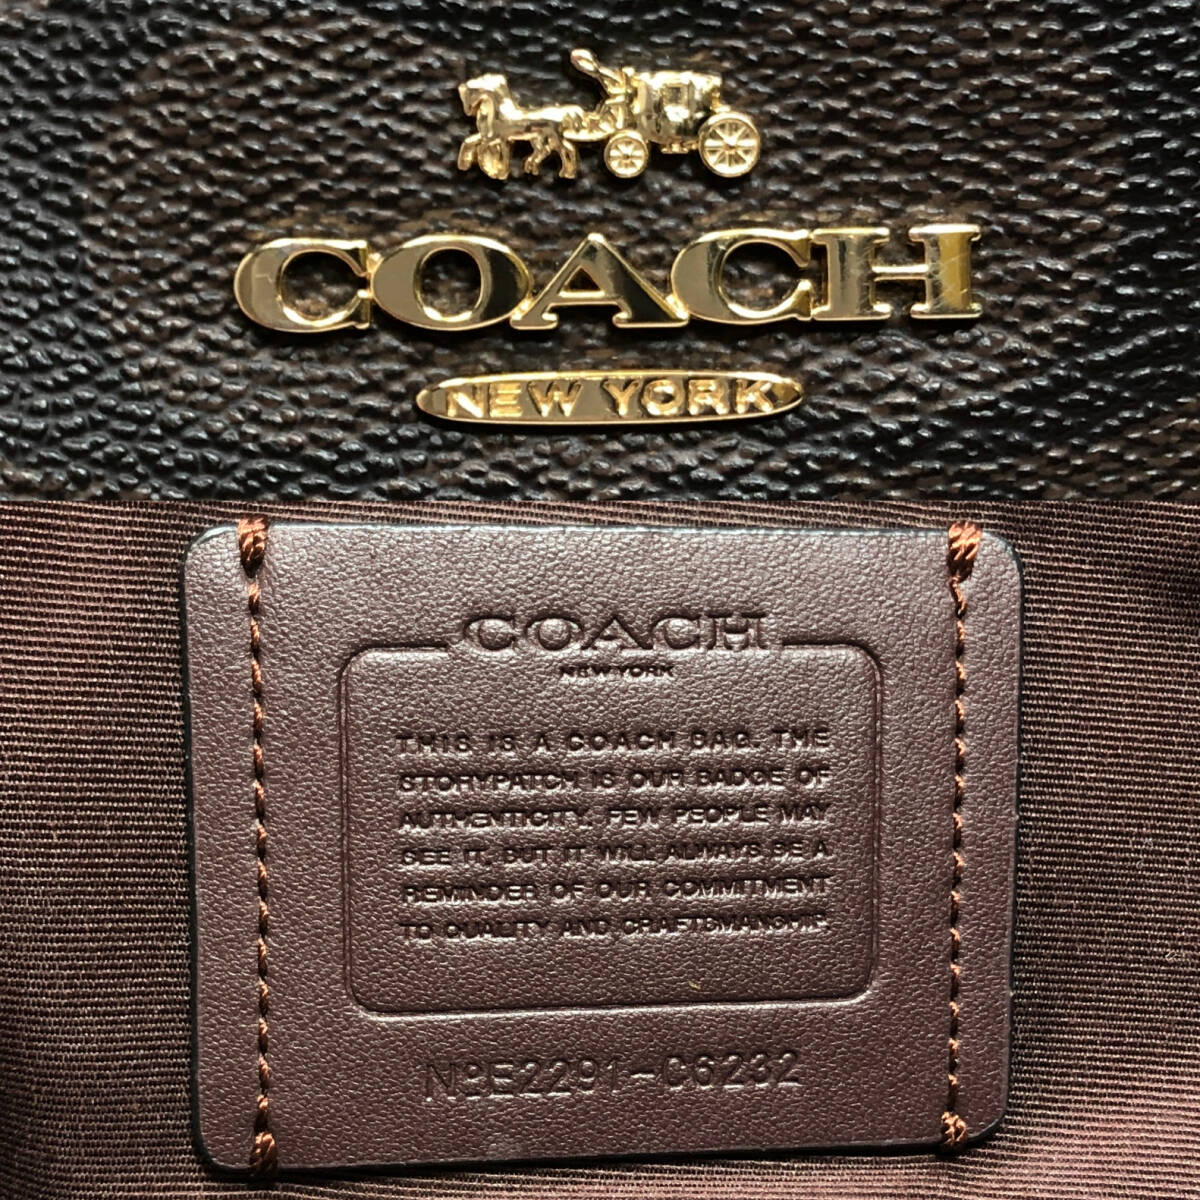 COACH
NEW YORK
COACH
NEW YORK
THIS IS A COACH BAG. THE
STORYPATCH IS OUR BADGE OF
AUTHENTICITY. FEW PEOPLE MAY
SEE IT, BUT IT WILL ALWAYS BE A
REMINDER OF OUR COMMITMENT
TO QUALITY AND CRAFTSMANSHIP.
NºE2291-C6232